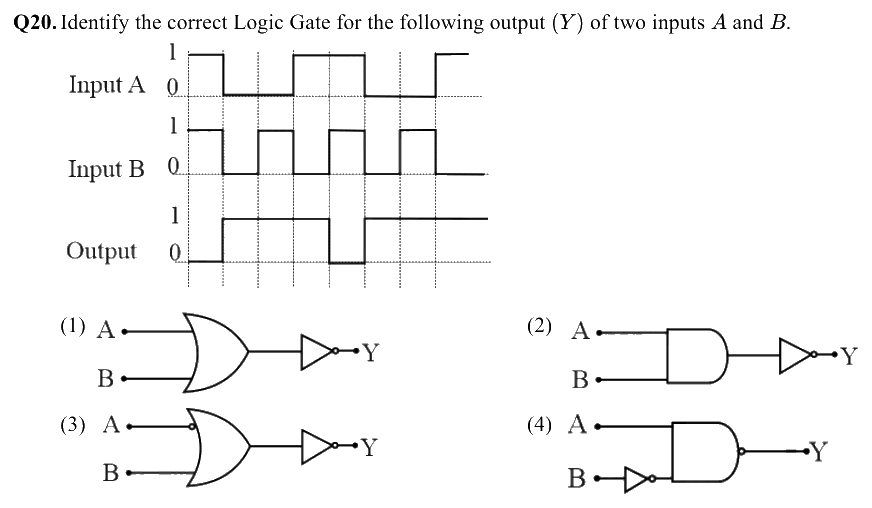 Q20. Identify the correct Logic Gate for the following output (Y) of two inputs A and B.
1
Input A 0
1
Input B 0
1
Output 0
(1) A Y
B
(2) A Y
B
(3) A Y
B
(4) A Y
B